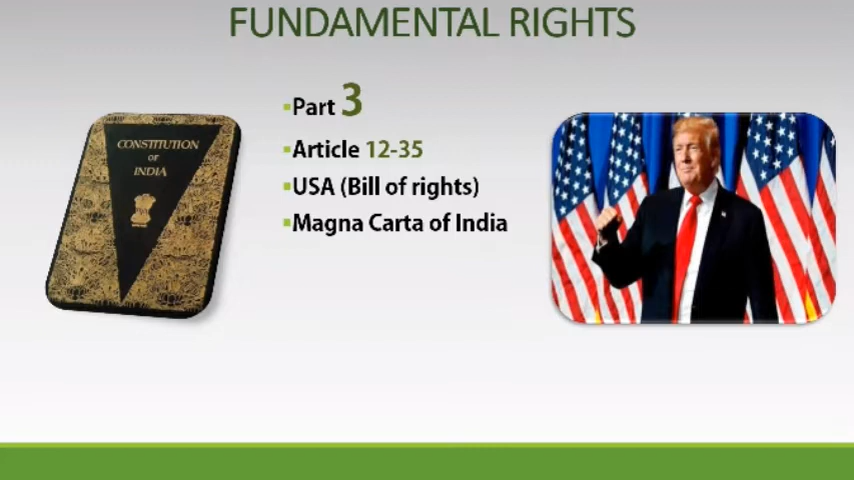 FUNDAMENTAL RIGHTS
Part 3
Article 12-35
USA (Bill of rights)
Magna Carta of India
CONSTITUTION
OF
INDIA